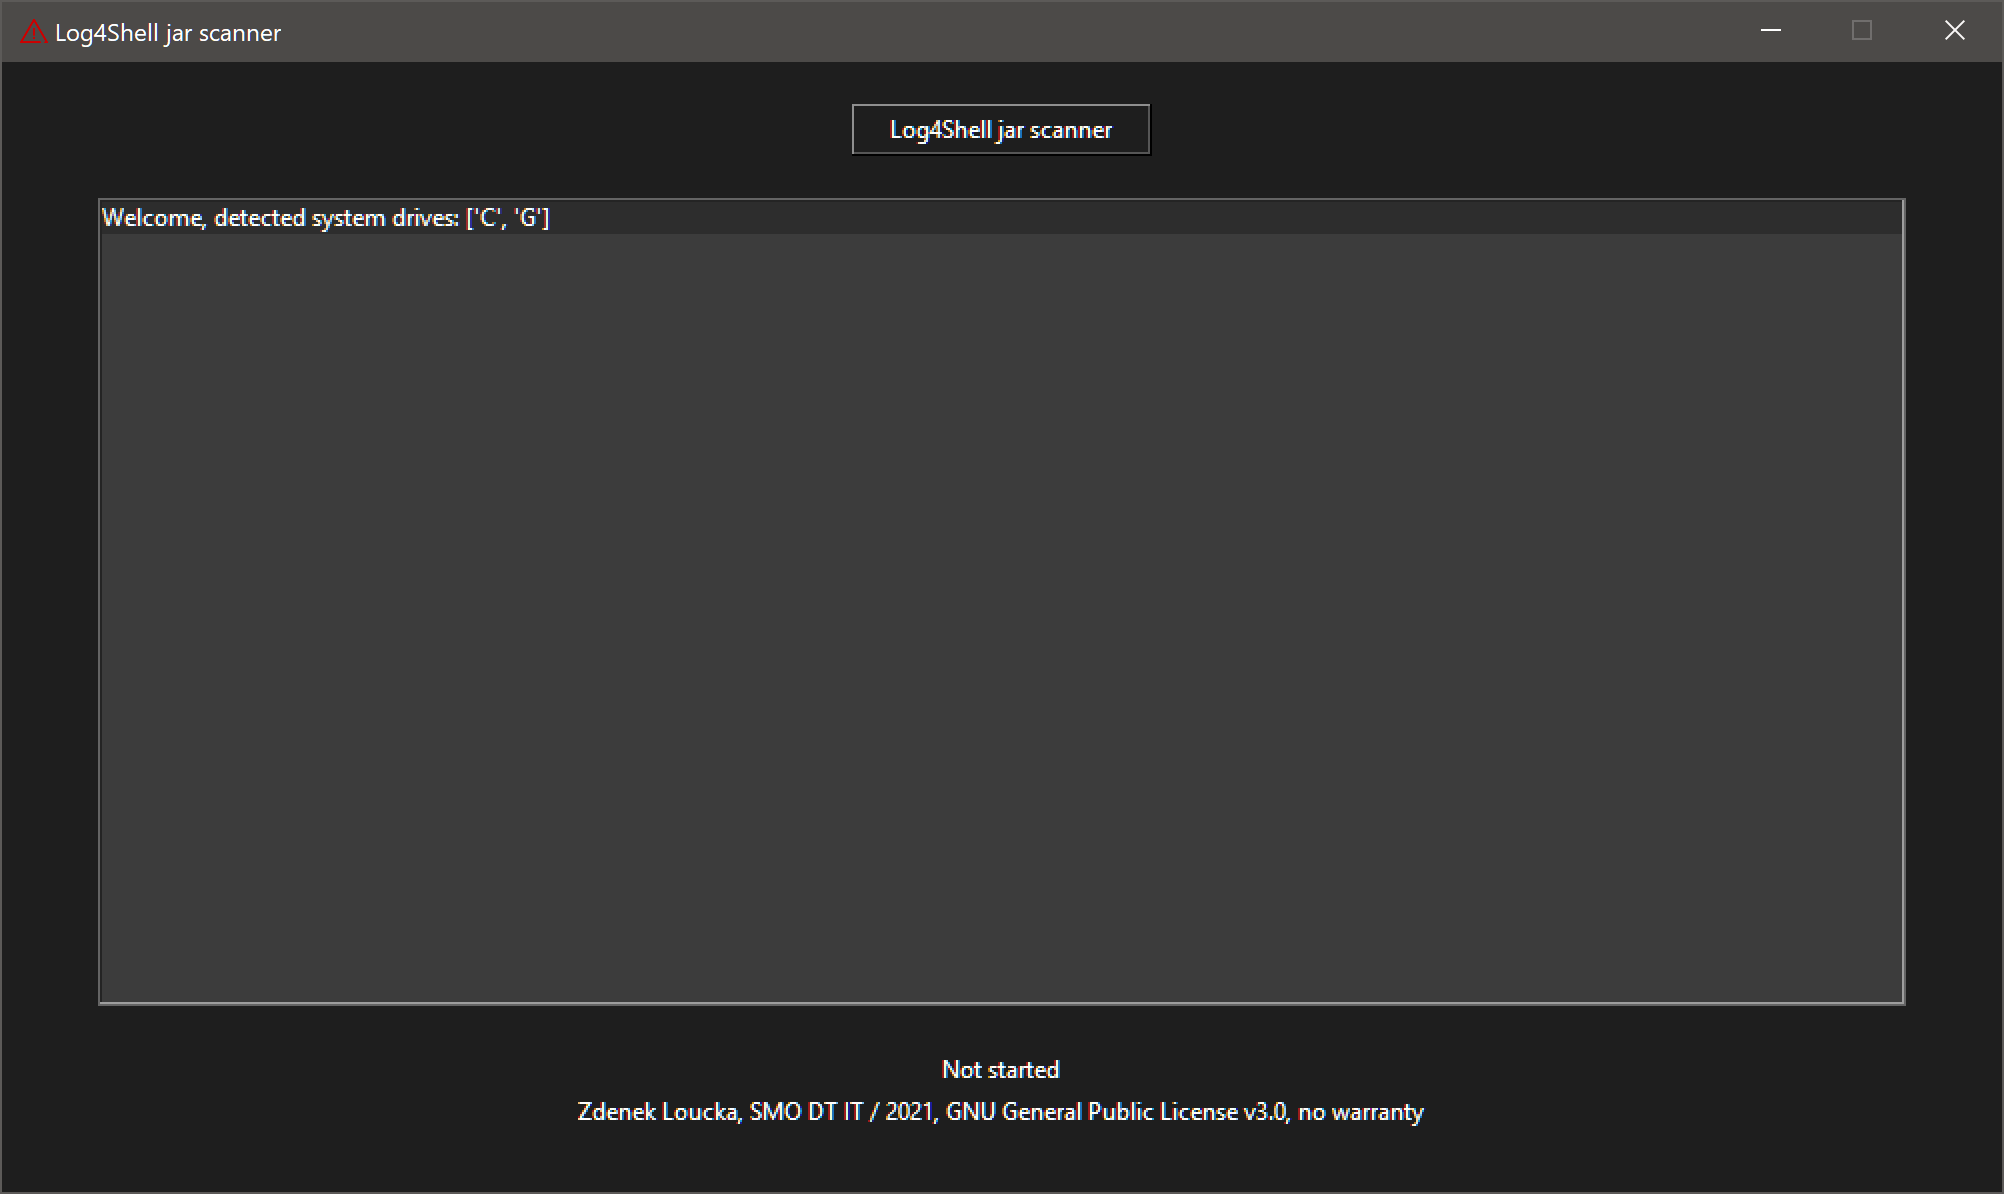 Log4Shell jar scanner
Log4Shell jar scanner
Welcome, detected system drives: ['C', 'G']
Not started
Zdenek Loucka, SMO DT IT / 2021, GNU General Public License v3.0, no warranty